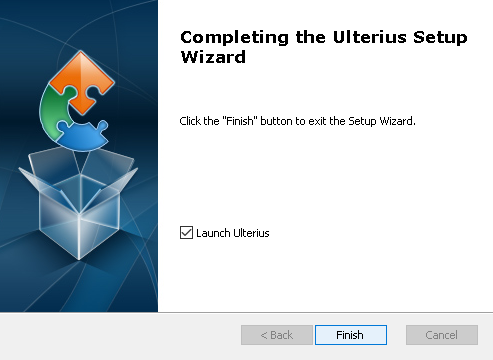 Completing the Ulterius Setup
Wizard
Click the "Finish" button to exit the Setup Wizard.
Launch Ulterius
< Back
Finish
Cancel